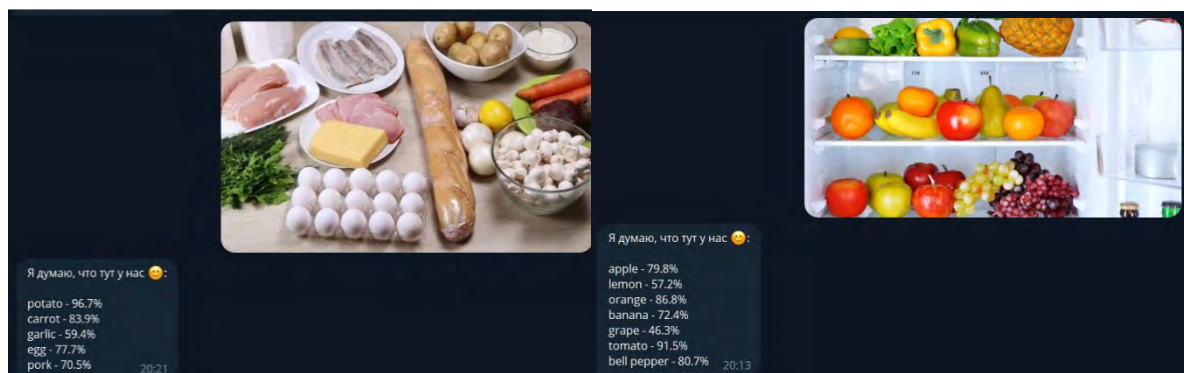 Я думаю, что тут у нас 😊:
potato - 96.7%
carrot - 83.9%
garlic - 59.4%
egg - 77.7%
pork - 70.5%
20:21
Я думаю, что тут у нас 😊:
apple - 79.8%
lemon - 57.2%
orange - 86.8%
banana - 72.4%
grape - 46.3%
tomato - 91.5%
bell pepper - 80.7%
20:13